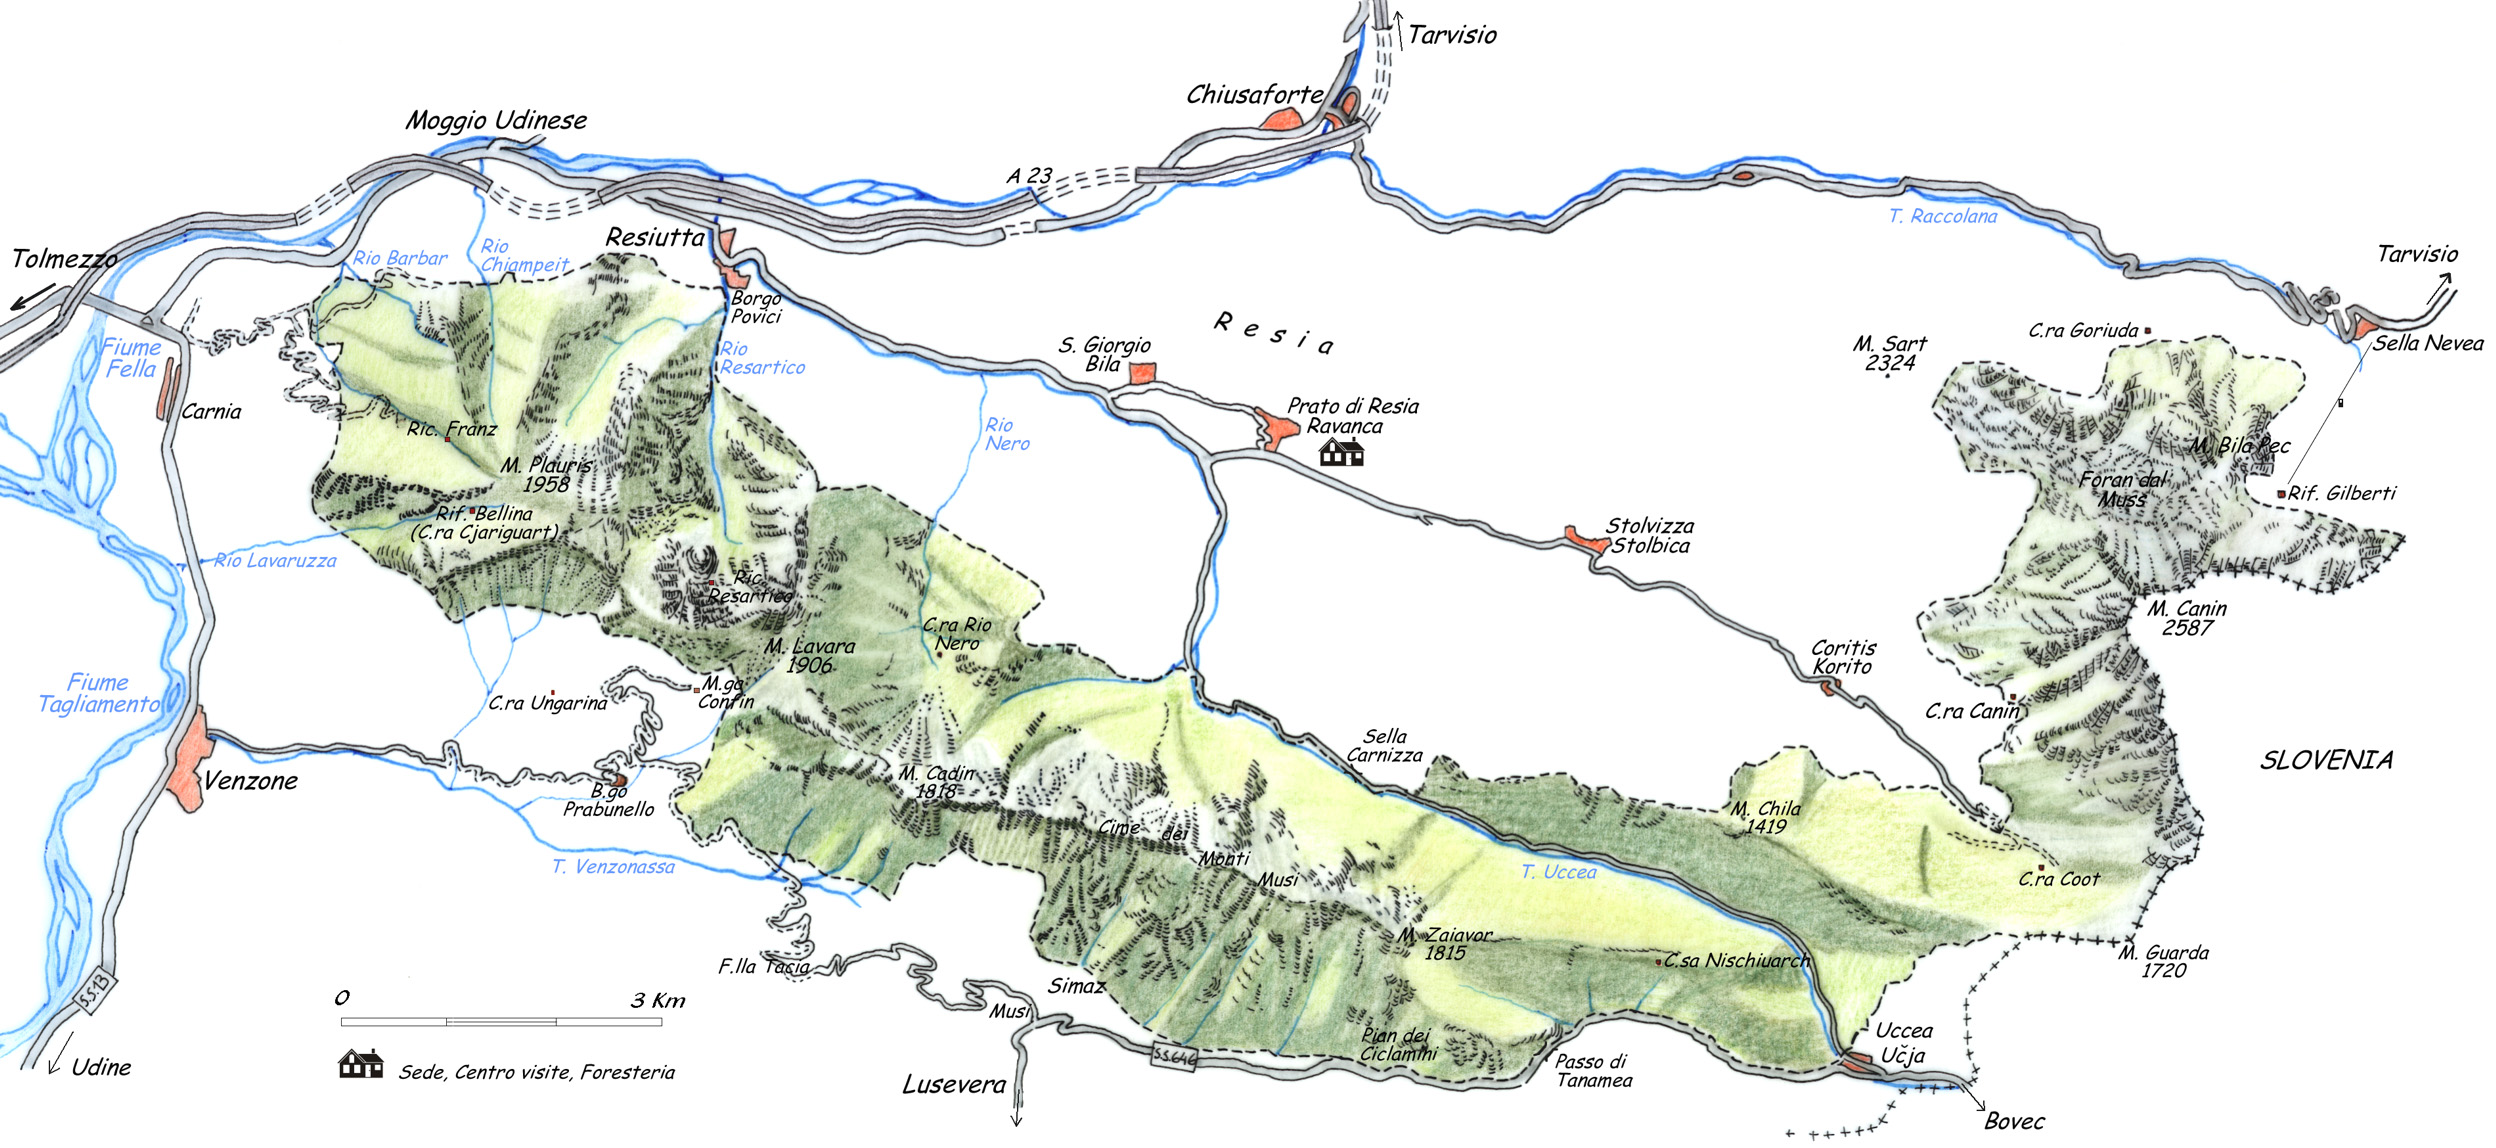 Tarvisio
Chiusaforte
Moggio Udinese
A 23
T. Raccolana
Resiutta
Rio
Chiampeit
Rio Barbar
Tolmezzo
Tarvisio
Borgo
Povici
Resia
C.ra Goriuda
Sella Nevea
M. Sart
2324
S. Giorgio
Bila
Rio
Resartico
Fiume
Fella
Carnia
Prato di Resia
Ravanca
Rio
Nero
Ric. Franz
M. Bila Pec
M. Plauris
1958
Foran dal
Muss
Rif. Gilberti
Rif. Bellina
(C.ra Cjariguart)
Stolvizza
Stolbica
Rio Lavaruzza
Ric.
Resartico
M. Canin
2587
C.ra Rio
Nero
M. Lavara
1906
Coritis
Korito
Fiume
Tagliamento
M.ga
Confin
C.ra Ungarina
C.ra Canin
Sella
Carnizza
SLOVENIA
Venzone
M. Cadin
1818
B.go
Prabunello
M. Chila
1419
Cime dei
Monti
Musi
T. Venzonassa
T. Uccea
C.ra Coot
M. Zaiavor
1815
M. Guarda
1720
C.sa Nischiuarch
F.lla Tacia
Simaz
S.S.13
0 3 Km
Musi
Pian dei
Ciclamini
Uccea
Učja
S.S.646
Passo di
Tanamea
Udine
Sede, Centro visite, Foresteria
Lusevera
Bovec